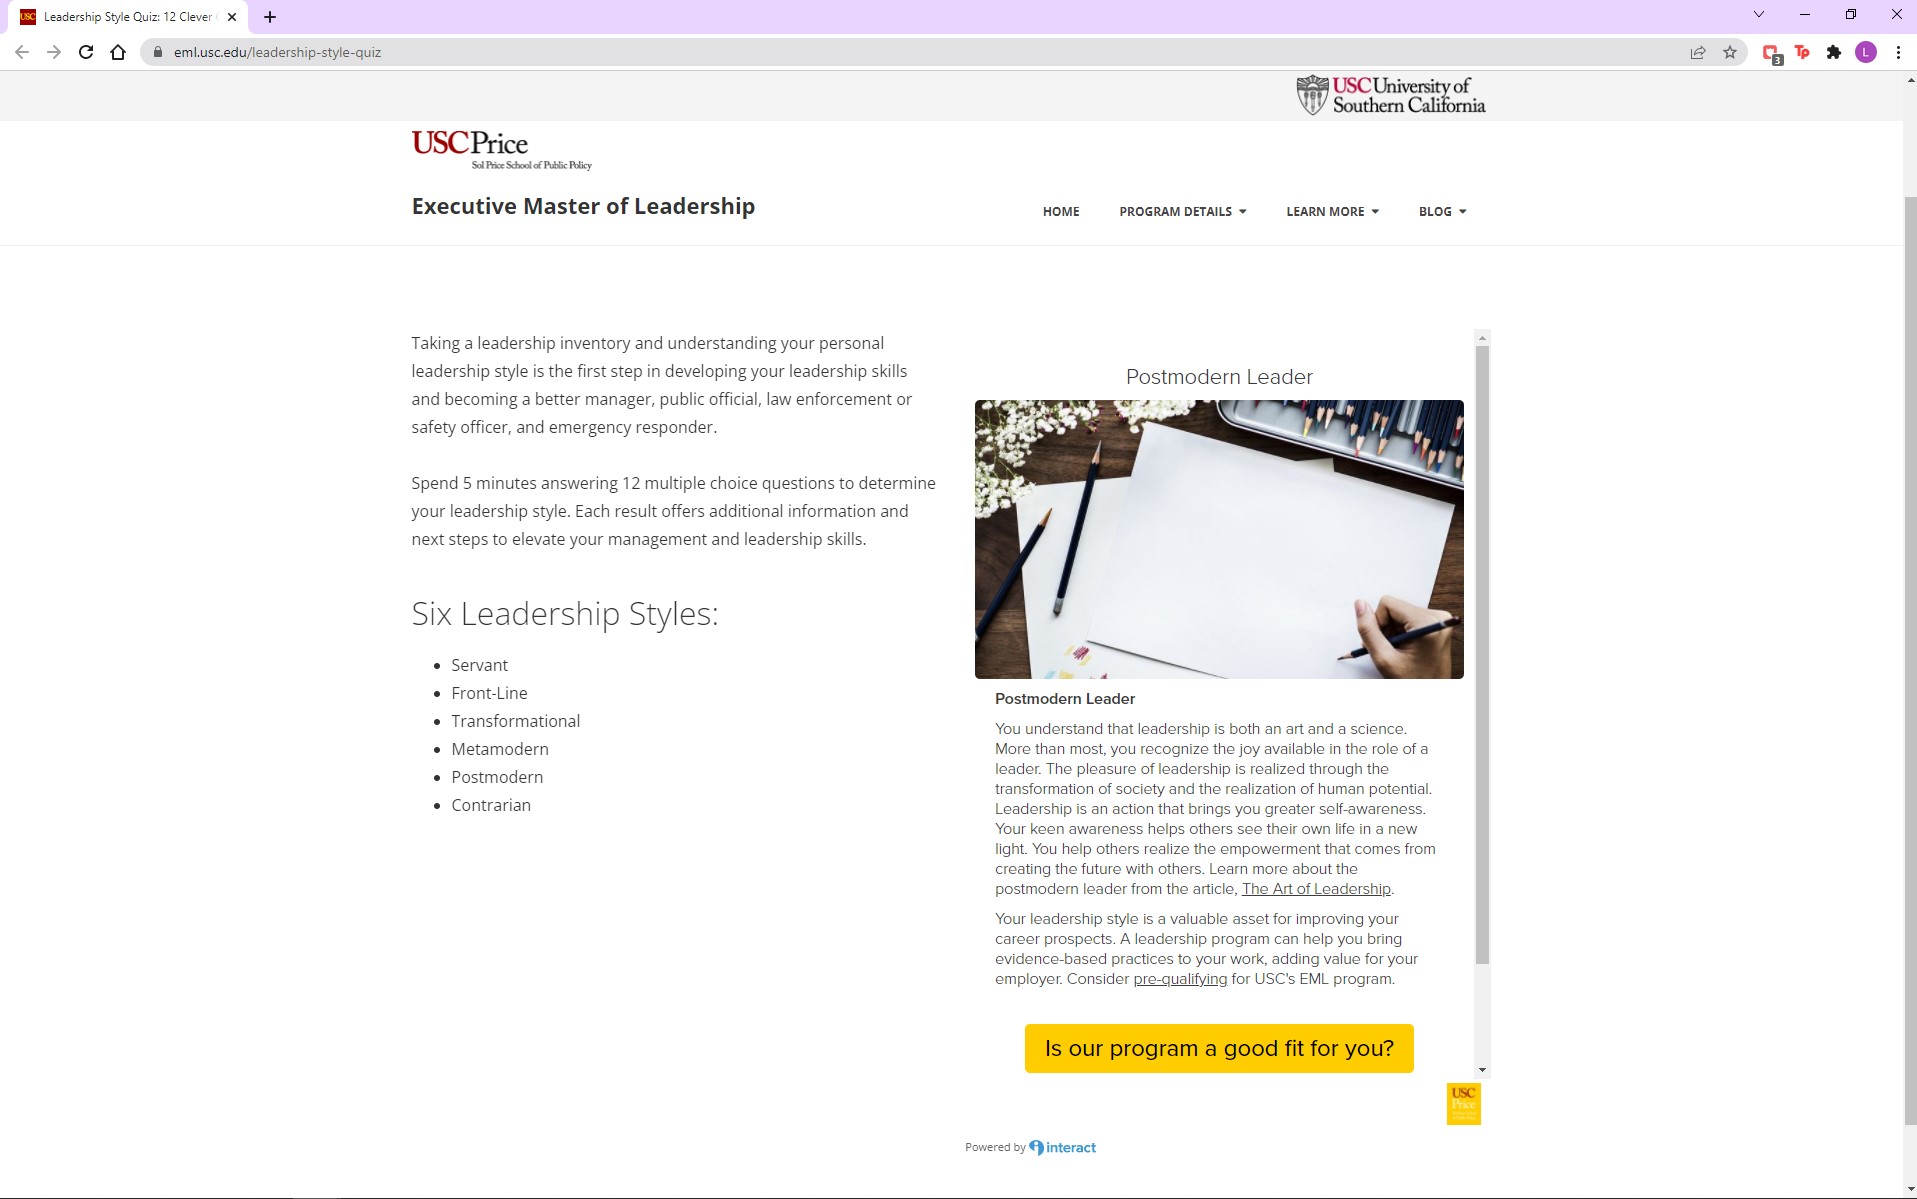 Leadership Style Quiz: 12 Clever
eml.usc.edu/leadership-style-quiz
3
L
USC University of
Southern California
USC Price
Sol Price School of Public Policy
Executive Master of Leadership
HOME
PROGRAM DETAILS
LEARN MORE
BLOG
Taking a leadership inventory and understanding your personal
leadership style is the first step in developing your leadership skills
and becoming a better manager, public official, law enforcement or
safety officer, and emergency responder.
Spend 5 minutes answering 12 multiple choice questions to determine
your leadership style. Each result offers additional information and
next steps to elevate your management and leadership skills.
Six Leadership Styles:
Servant
Front-Line
Transformational
Metamodern
Postmodern
Contrarian
Postmodern Leader
Postmodern Leader
You understand that leadership is both an art and a science.
More than most, you recognize the joy available in the role of a
leader. The pleasure of leadership is realized through the
transformation of society and the realization of human potential.
Leadership is an action that brings you greater self-awareness.
Your keen awareness helps others see their own life in a new
light. You help others realize the empowerment that comes from
creating the future with others. Learn more about the
postmodern leader from the article, The Art of Leadership.
Your leadership style is a valuable asset for improving your
career prospects. A leadership program can help you bring
evidence-based practices to your work, adding value for your
employer. Consider pre-qualifying for USC's EML program.
Is our program a good fit for you?
USC
Price
Powered by interact